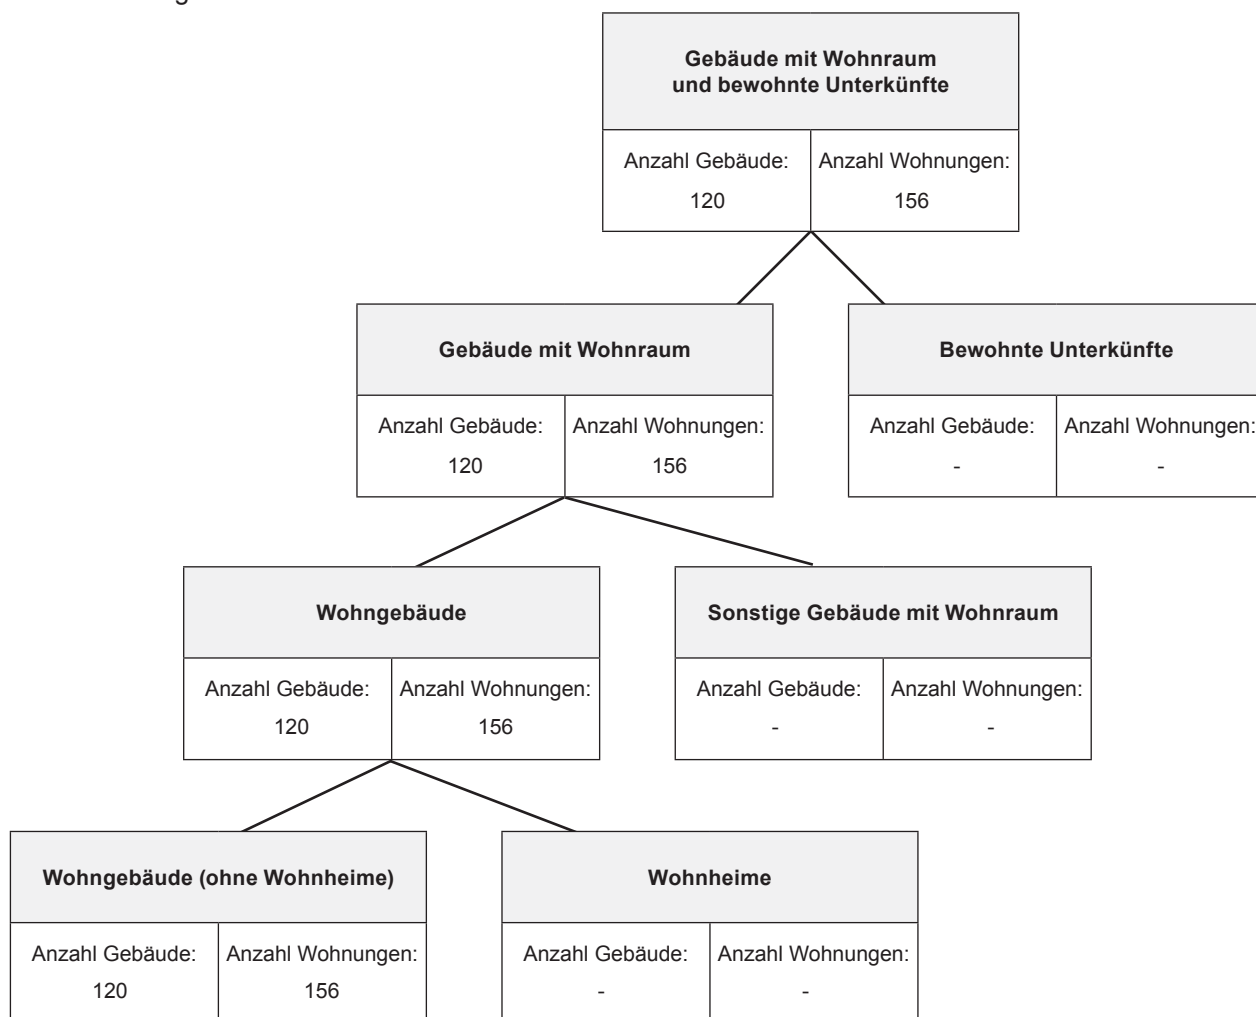 Gebäude mit Wohnraum
und bewohnte Unterkünfte
Anzahl Gebäude: Anzahl Wohnungen:
120 156
Gebäude mit Wohnraum Bewohnte Unterkünfte
Anzahl Gebäude: Anzahl Wohnungen: Anzahl Gebäude: Anzahl Wohnungen:
120 156 - -
Wohngebäude Sonstige Gebäude mit Wohnraum
Anzahl Gebäude: Anzahl Wohnungen: Anzahl Gebäude: Anzahl Wohnungen:
120 156 - -
Wohngebäude (ohne Wohnheime) Wohnheime
Anzahl Gebäude: Anzahl Wohnungen: Anzahl Gebäude: Anzahl Wohnungen:
120 156 - -